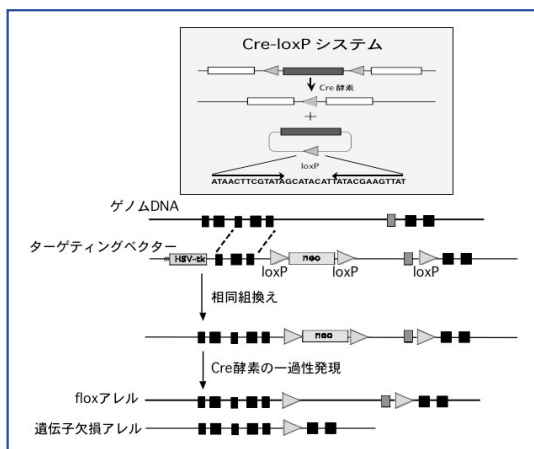 Cre-loxP システム
Cre 酵素
+
loxP
ATAACTTCGTATAGCATACATTATACGAAGTTAT
ゲノムDNA
ターゲティングベクター
HSV-tk
neo
loxP loxP loxP
相同組換え
neo
Cre酵素の一過性発現
floxアレル
遺伝子欠損アレル